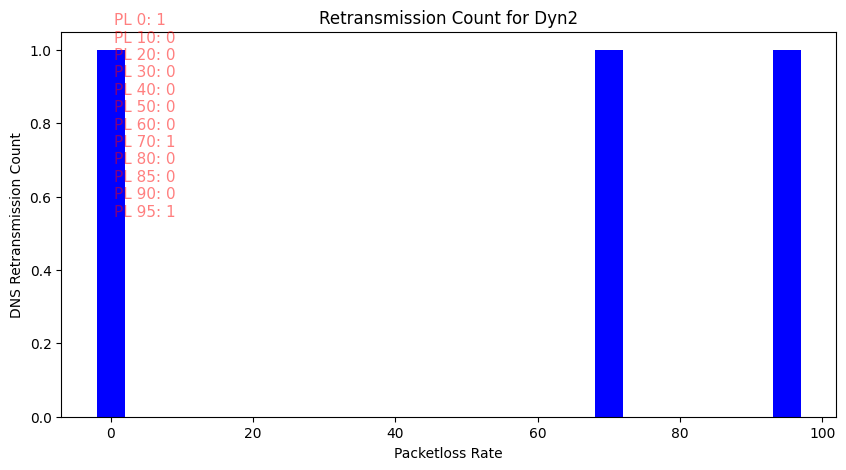 Retransmission Count for Dyn2
PL 0: 1
PL 10: 0
PL 20: 0
PL 30: 0
PL 40: 0
PL 50: 0
PL 60: 0
PL 70: 1
PL 80: 0
PL 85: 0
PL 90: 0
PL 95: 1
DNS Retransmission Count
1.0
0.8
0.6
0.4
0.2
0.0
0 20 40 60 80 100
Packetloss Rate